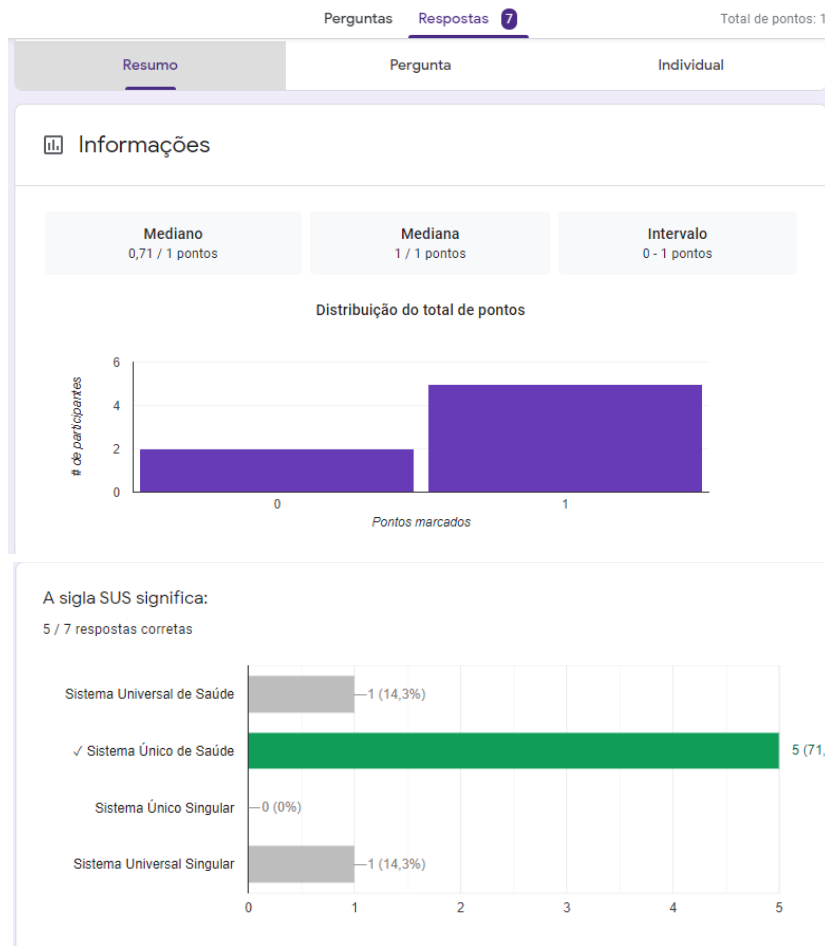 Perguntas Respostas 7 Total de pontos: 1
Resumo Pergunta Individual
Informações
Mediano Mediana Intervalo
0,71 / 1 pontos 1 / 1 pontos 0 - 1 pontos
Distribuição do total de pontos
6
4
2
0
# de participantes
0 1
Pontos marcados
A sigla SUS significa:
5 / 7 respostas corretas
Sistema Universal de Saúde 1 (14,3%)
✓ Sistema Único de Saúde 5 (71,
Sistema Único Singular 0 (0%)
Sistema Universal Singular 1 (14,3%)
0 1 2 3 4 5